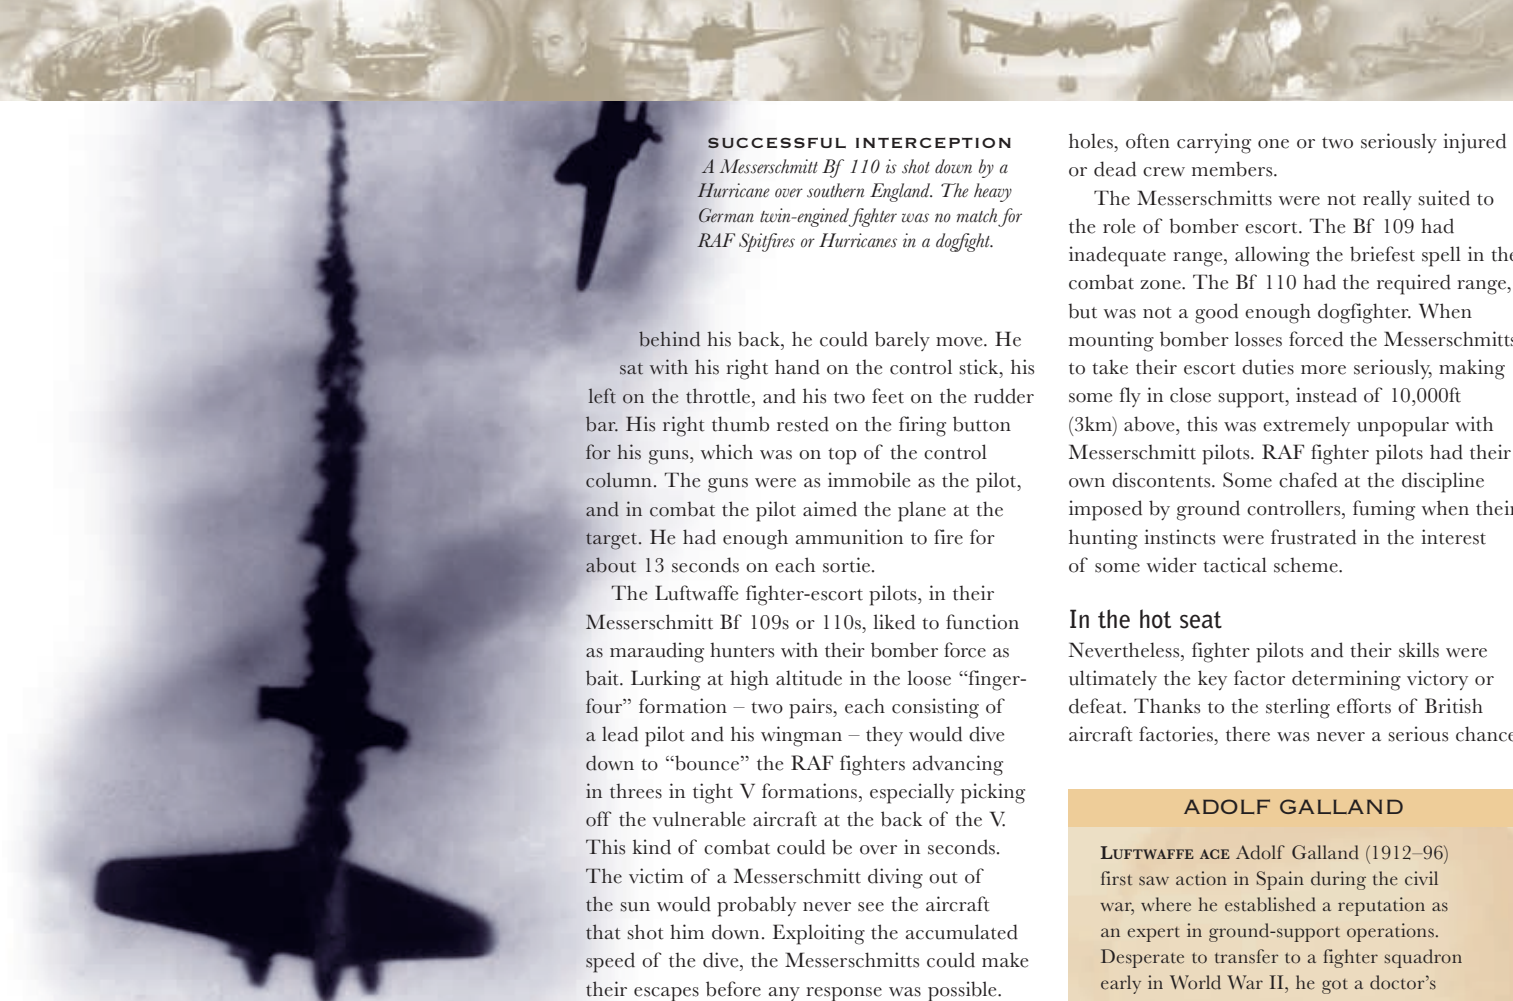 SUCCESSFUL INTERCEPTION
A Messerschmitt Bf 110 is shot down by a
Hurricane over southern England. The heavy
German twin-engined fighter was no match for
RAF Spitfires or Hurricanes in a dogfight.
behind his back, he could barely move. He
sat with his right hand on the control stick, his
left on the throttle, and his two feet on the rudder
bar. His right thumb rested on the firing button
for his guns, which was on top of the control
column. The guns were as immobile as the pilot,
and in combat the pilot aimed the plane at the
target. He had enough ammunition to fire for
about 13 seconds on each sortie.
The Luftwaffe fighter-escort pilots, in their
Messerschmitt Bf 109s or 110s, liked to function
as marauding hunters with their bomber force as
bait. Lurking at high altitude in the loose “finger-
four” formation – two pairs, each consisting of
a lead pilot and his wingman – they would dive
down to “bounce” the RAF fighters advancing
in threes in tight V formations, especially picking
off the vulnerable aircraft at the back of the V.
This kind of combat could be over in seconds.
The victim of a Messerschmitt diving out of
the sun would probably never see the aircraft
that shot him down. Exploiting the accumulated
speed of the dive, the Messerschmitts could make
their escapes before any response was possible.
holes, often carrying one or two seriously injured
or dead crew members.
The Messerschmitts were not really suited to
the role of bomber escort. The Bf 109 had
inadequate range, allowing the briefest spell in the
combat zone. The Bf 110 had the required range,
but was not a good enough dogfighter. When
mounting bomber losses forced the Messerschmitts
to take their escort duties more seriously, making
some fly in close support, instead of 10,000ft
(3km) above, this was extremely unpopular with
Messerschmitt pilots. RAF fighter pilots had their
own discontents. Some chafed at the discipline
imposed by ground controllers, fuming when their
hunting instincts were frustrated in the interest
of some wider tactical scheme.
In the hot seat
Nevertheless, fighter pilots and their skills were
ultimately the key factor determining victory or
defeat. Thanks to the sterling efforts of British
aircraft factories, there was never a serious chance
ADOLF GALLAND
LUFTWAFFE ACE Adolf Galland (1912–96)
first saw action in Spain during the civil
war, where he established a reputation as
an expert in ground-support operations.
Desperate to transfer to a fighter squadron
early in World War II, he got a doctor’s